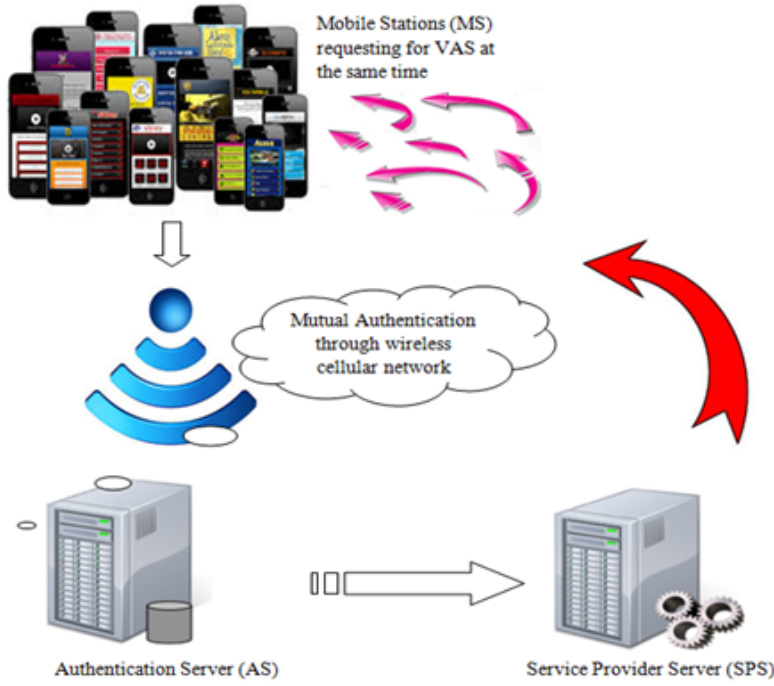 Mobile Stations (MS)
requesting for VAS at
the same time
Mutual Authentication
through wireless
cellular network
Authentication Server (AS)
Service Provider Server (SPS)